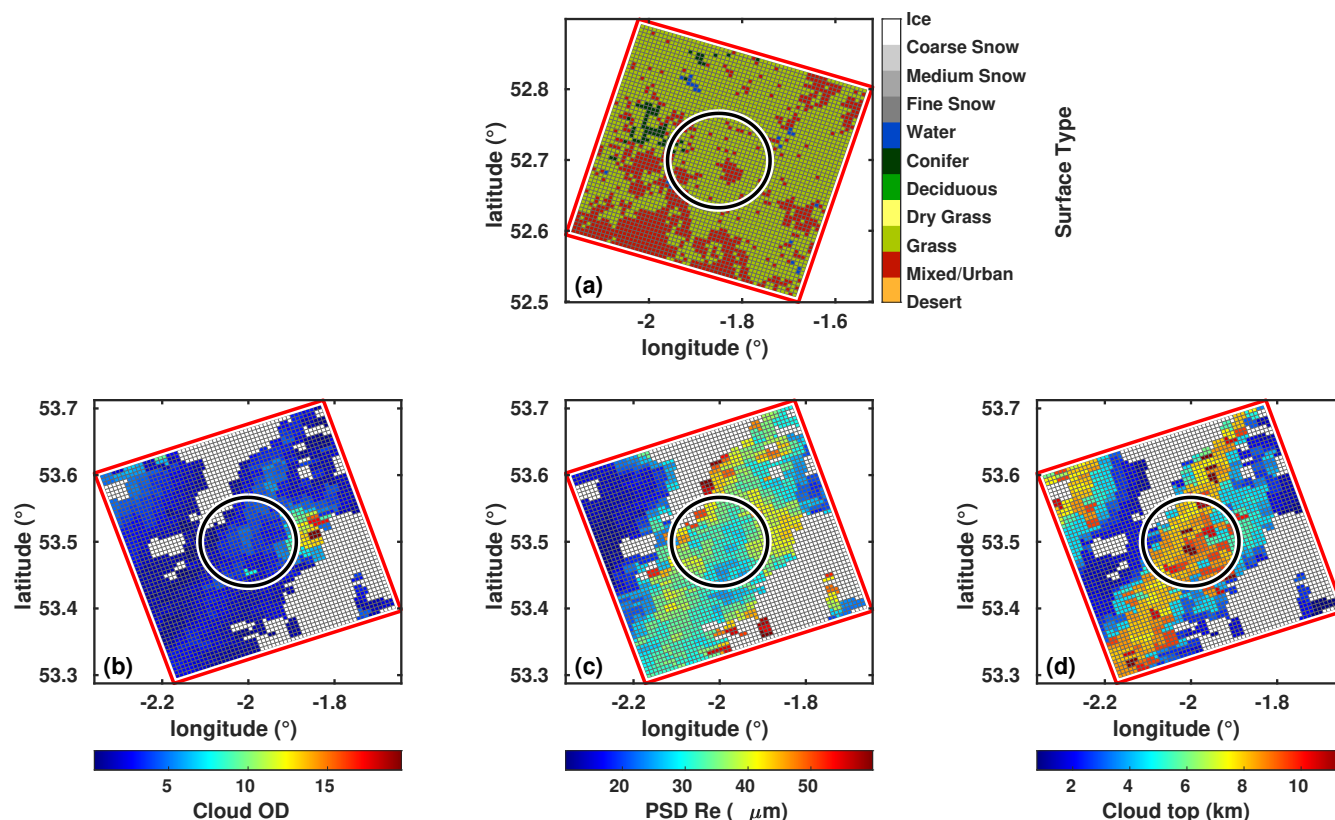 Ice
Coarse Snow
Medium Snow
Fine Snow
Water
Conifer
Deciduous
Dry Grass
Grass
Mixed/Urban
Desert
Surface Type
52.8
52.7
52.6
52.5
latitude (°)
(a)
-2 -1.8 -1.6
longitude (°)
53.7
53.6
53.5
53.4
53.3
latitude (°)
(b)
-2.2 -2 -1.8
longitude (°)
5 10 15
Cloud OD
53.7
53.6
53.5
53.4
53.3
latitude (°)
(c)
-2.2 -2 -1.8
longitude (°)
20 30 40 50
PSD Re ( μm)
53.7
53.6
53.5
53.4
53.3
latitude (°)
(d)
-2.2 -2 -1.8
longitude (°)
2 4 6 8 10
Cloud top (km)